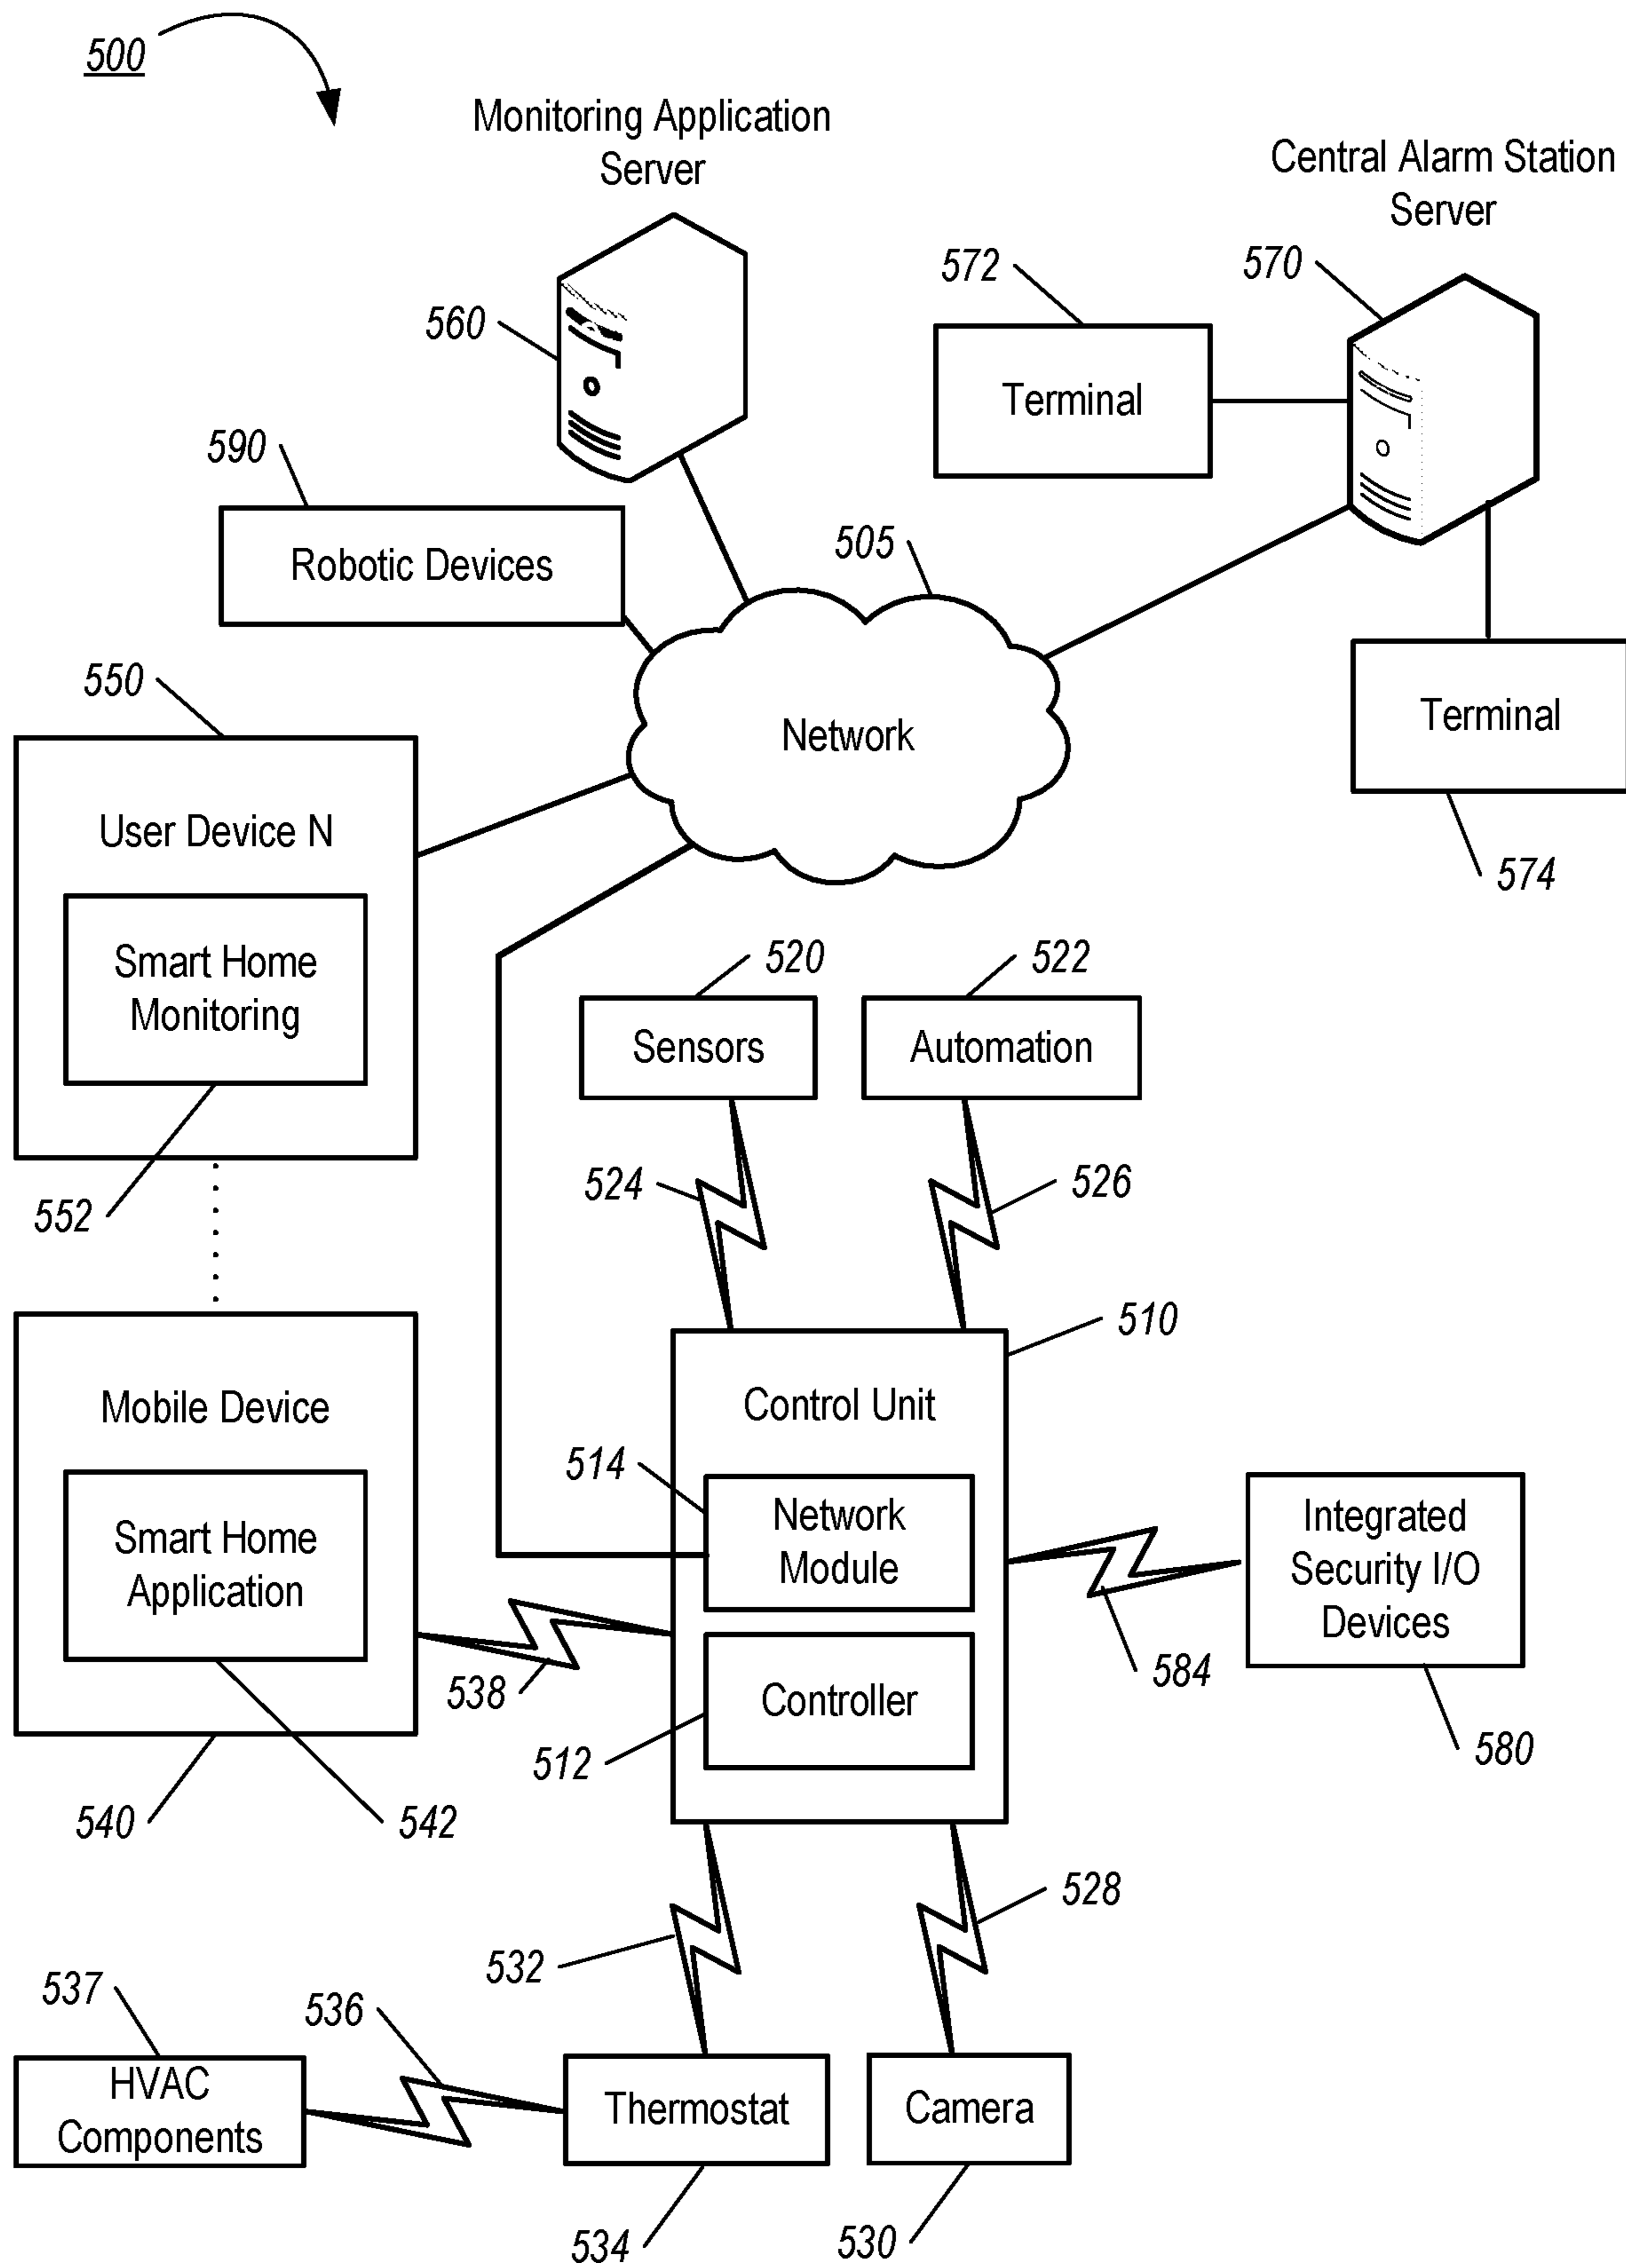 500
Monitoring Application
Server
Central Alarm Station
Server
572
570
560
Terminal
590
505
Robotic Devices
550
Network
Terminal
User Device N
574
Smart Home
Monitoring
520
522
Sensors
Automation
524
526
552
510
Mobile Device
Control Unit
514
Network
Module
Integrated
Security I/O
Devices
Smart Home
Application
538
584
Controller
512
580
540
542
528
532
537
536
HVAC
Components
Thermostat
Camera
534
530